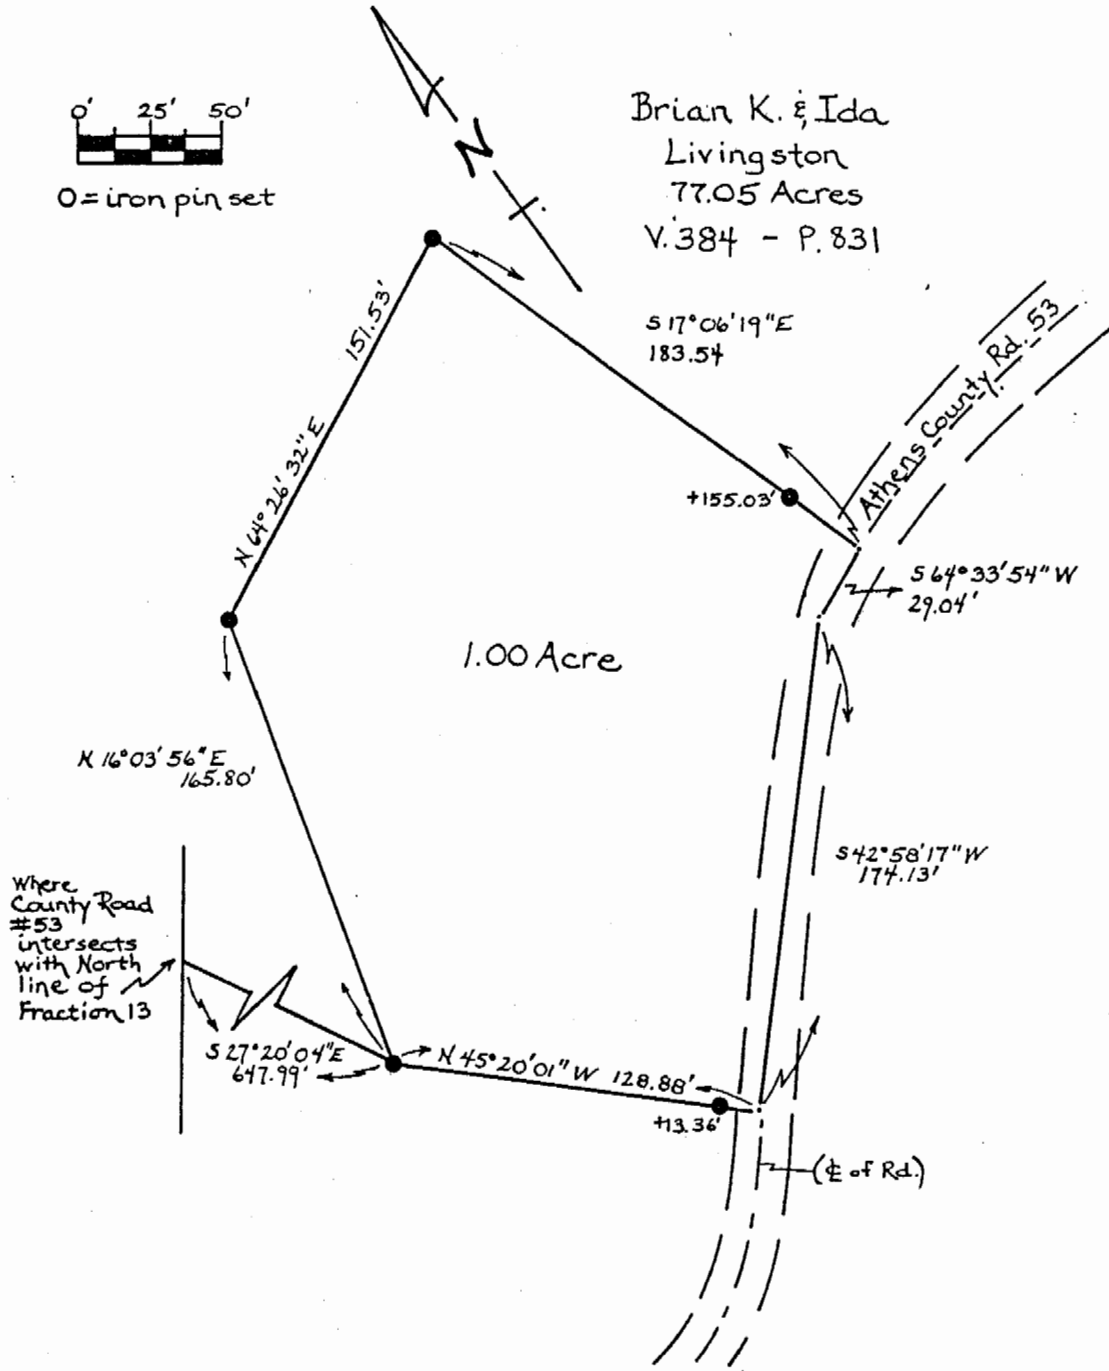 0' 25' 50'
O = iron pin set
N
Brian K. & Ida
Livingston
77.05 Acres
V. 384 - P. 831
151.53'
N 64° 26' 32" E
S 17° 06' 19" E
183.54
Athens County Rd. 53
+155.03'
S 64° 33' 54" W
29.04'
1.00 Acre
N 16° 03' 56" E
165.80'
S 42° 58' 17" W
174.13'
Where
County Road
#53
intersects
with North
line of
Fraction 13
S 27° 20' 04" E
647.99'
N 45° 20' 01" W 128.88'
+13.36'
(℄ of Rd.)